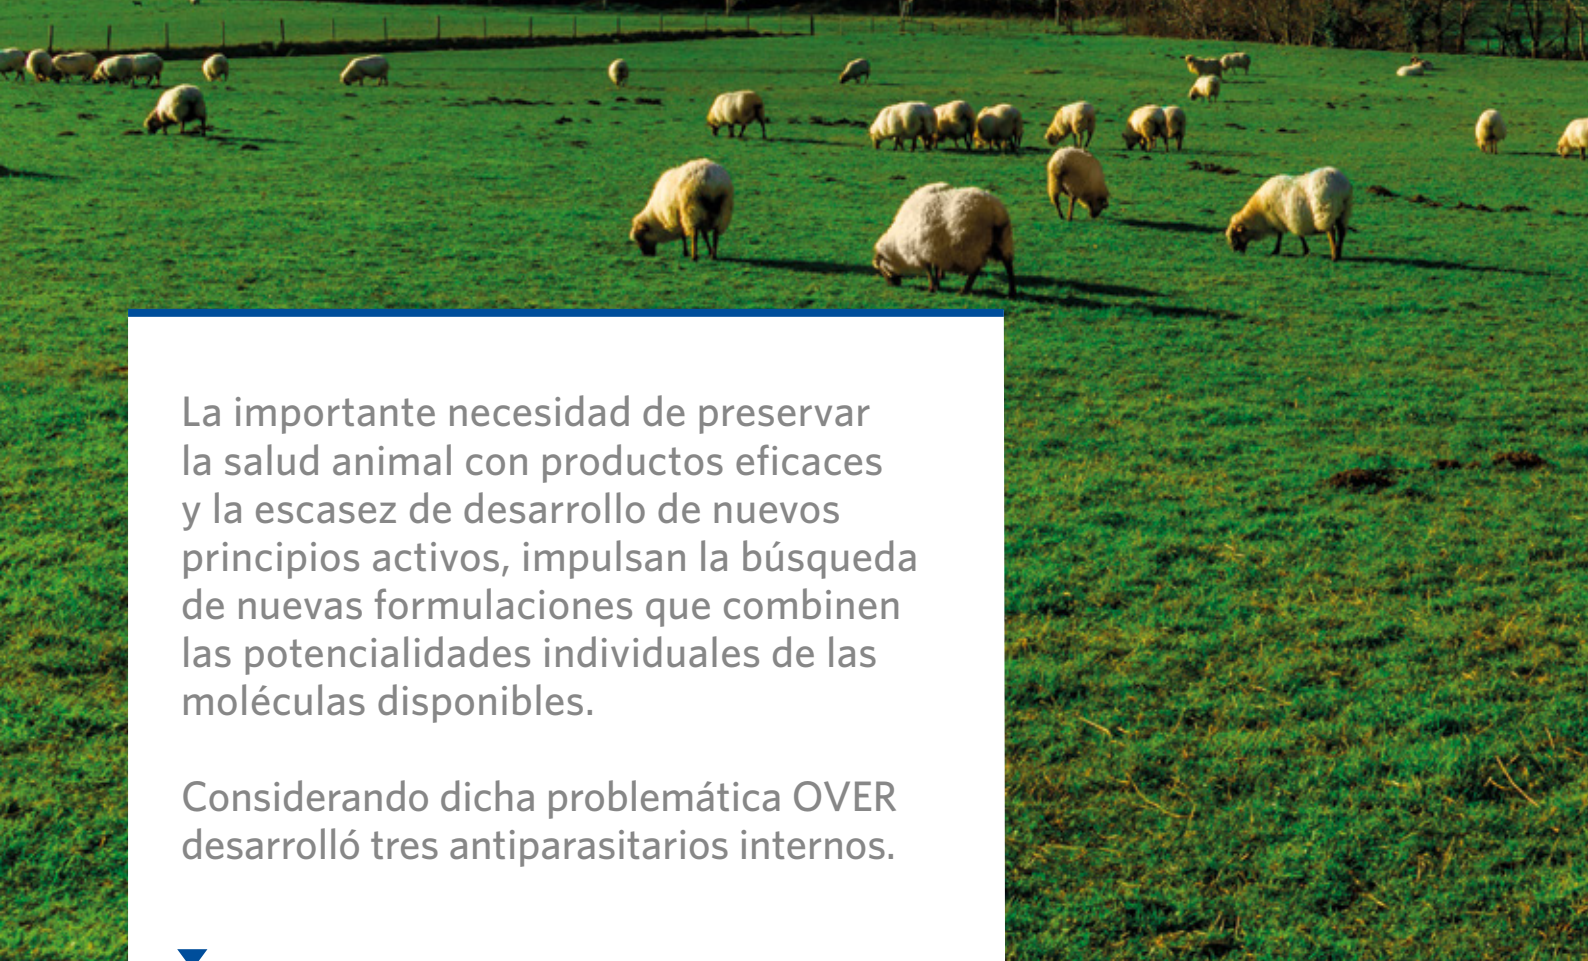 La importante necesidad de preservar
la salud animal con productos eficaces
y la escasez de desarrollo de nuevos
principios activos, impulsan la búsqueda
de nuevas formulaciones que combinen
las potencialidades individuales de las
moléculas disponibles.
Considerando dicha problemática OVER
desarrolló tres antiparasitarios internos.